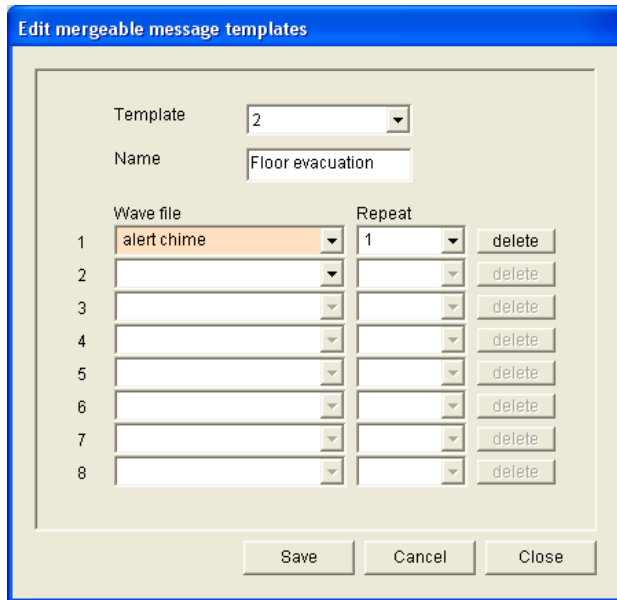 Edit mergeable message templates
Template 2
Name Floor evacuation
Wave file Repeat
1 alert chime 1 delete
2 delete
3 delete
4 delete
5 delete
6 delete
7 delete
8 delete
Save Cancel Close